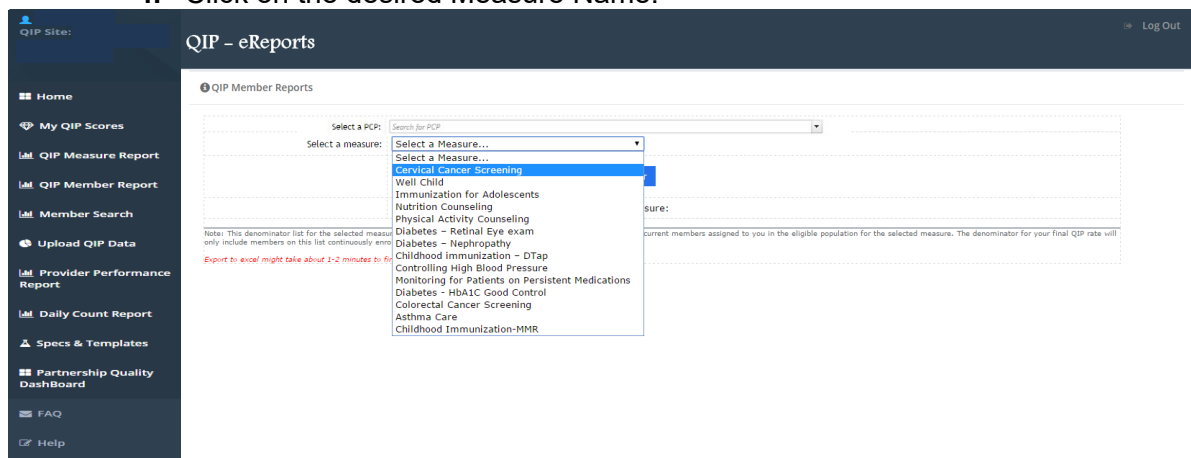 Click on the desired Measure Name.
QIP Site:
QIP – eReports
Log Out
Home
My QIP Scores
QIP Measure Report
QIP Member Report
Member Search
Upload QIP Data
Provider Performance
Report
Daily Count Report
Specs & Templates
Partnership Quality
DashBoard
FAQ
Help
QIP Member Reports
Select a PCP: Search for PCP
Select a measure: Select a Measure...
Select a Measure...
Cervical Cancer Screening
Well Child
Immunization for Adolescents
Nutrition Counseling
Physical Activity Counseling
Diabetes – Retinal Eye exam
Diabetes – Nephropathy
Childhood immunization – DTap
Controlling High Blood Pressure
Monitoring for Patients on Persistent Medications
Diabetes - HbA1C Good Control
Colorectal Cancer Screening
Asthma Care
Childhood Immunization-MMR
sure:
Note: This denominator list for the selected measu current members assigned to you in the eligible population for the selected measure. The denominator for your final QIP rate will
only include members on this list continuously enro
Export to excel might take about 1-2 minutes to fi